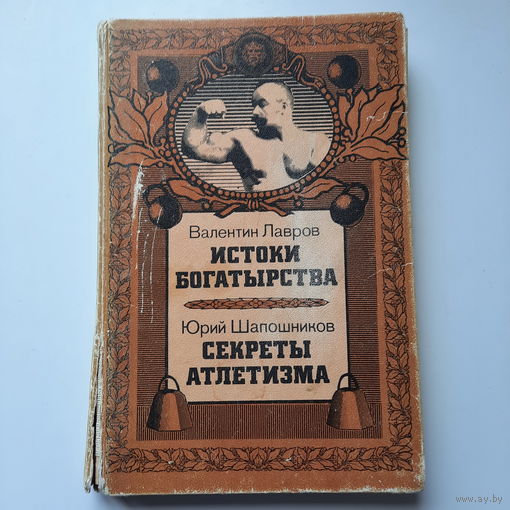 Валентин Лавров
ИСТОКИ
БОГАТЫРСТВА
Юрий Шапошников
СЕКРЕТЫ
АТЛЕТИЗМА
www.ay.by